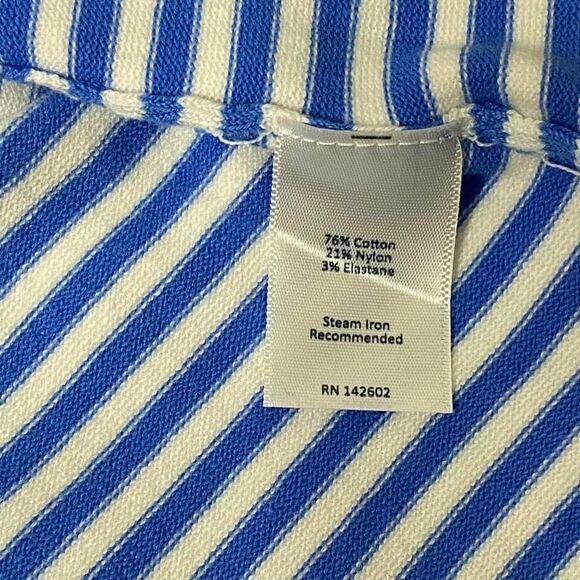 76% Cotton
21% Nylon
3% Elastane
Steam Iron
Recommended
RN 142602